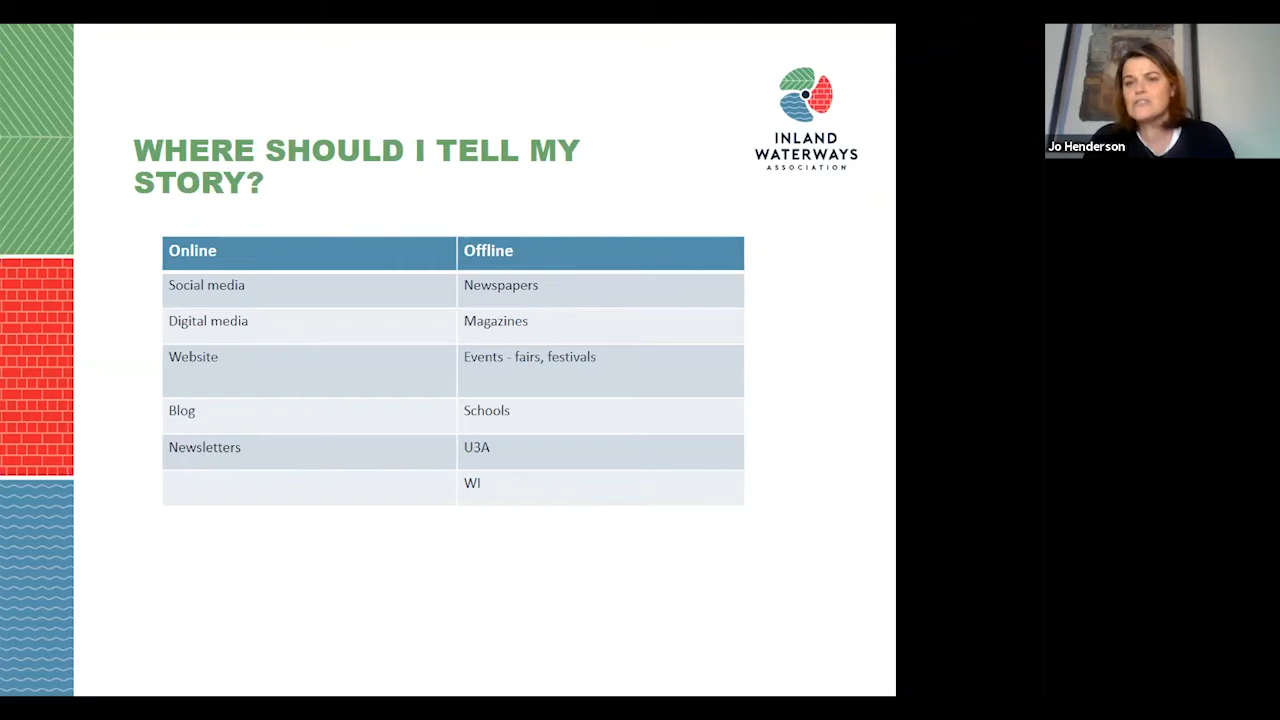 INLAND
WATERWAYS
ASSOCIATION
WHERE SHOULD I TELL MY
STORY?
Online Offline
Social media Newspapers
Digital media Magazines
Website Events - fairs, festivals
Blog Schools
Newsletters U3A
WI
Jo Henderson